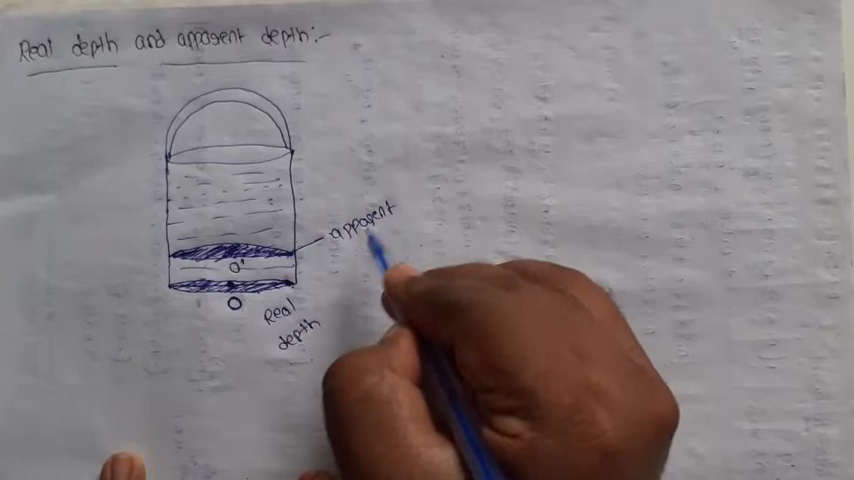 Real depth and apparent depth:-
apparent
O'
O
Real
depth